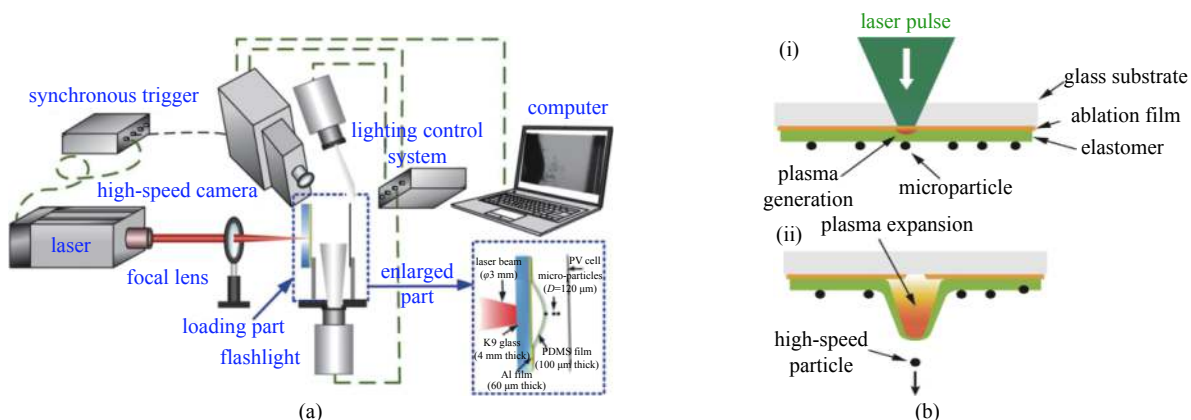 synchronous trigger
lighting control
system
computer
high-speed camera
laser
focal lens
loading part
flashlight
enlarged
part
laser beam
(φ3 mm)
PV cell
micro-particles
(D=120 μm)
K9 glass
(4 mm thick)
PDMS film
(100 μm thick)
Al film
(60 μm thick)
(a)
laser pulse
(i)
glass substrate
ablation film
elastomer
plasma
generation
microparticle
plasma expansion
(ii)
high-speed
particle
(b)